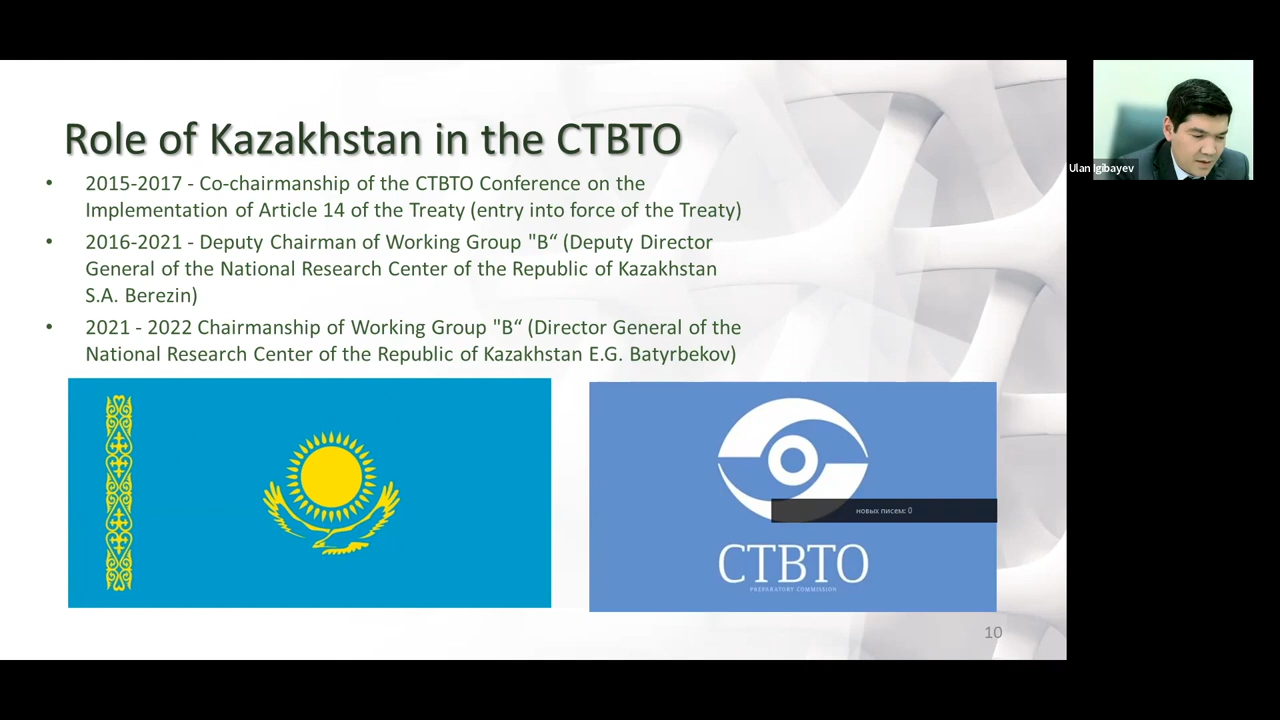 Role of Kazakhstan in the CTBTO
• 2015-2017 - Co-chairmanship of the CTBTO Conference on the
Implementation of Article 14 of the Treaty (entry into force of the Treaty)
• 2016-2021 - Deputy Chairman of Working Group "B“ (Deputy Director
General of the National Research Center of the Republic of Kazakhstan
S.A. Berezin)
• 2021 - 2022 Chairmanship of Working Group "B“ (Director General of the
National Research Center of the Republic of Kazakhstan E.G. Batyrbekov)
новых писем: 0
CTBTO
PREPARATORY COMMISSION
10
Ulan Igibayev